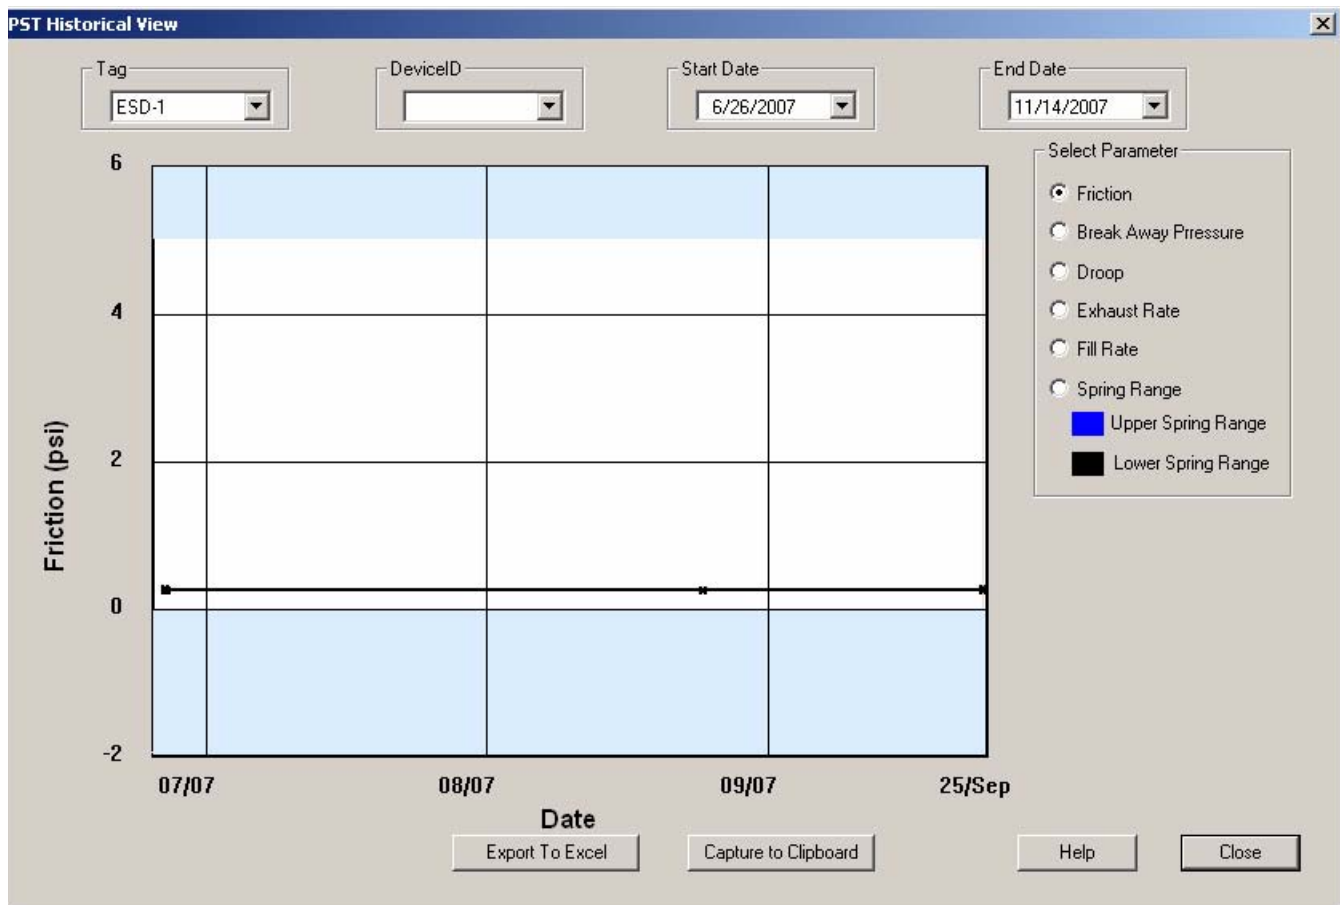 PST Historical View
Tag
DeviceID
Start Date
End Date
ESD-1
6/26/2007
11/14/2007
Select Parameter
Friction
Break Away Prressure
Droop
Exhaust Rate
Fill Rate
Spring Range
Upper Spring Range
Lower Spring Range
6
4
2
0
-2
Friction (psi)
07/07
08/07
09/07
25/Sep
Date
Export To Excel
Capture to Clipboard
Help
Close